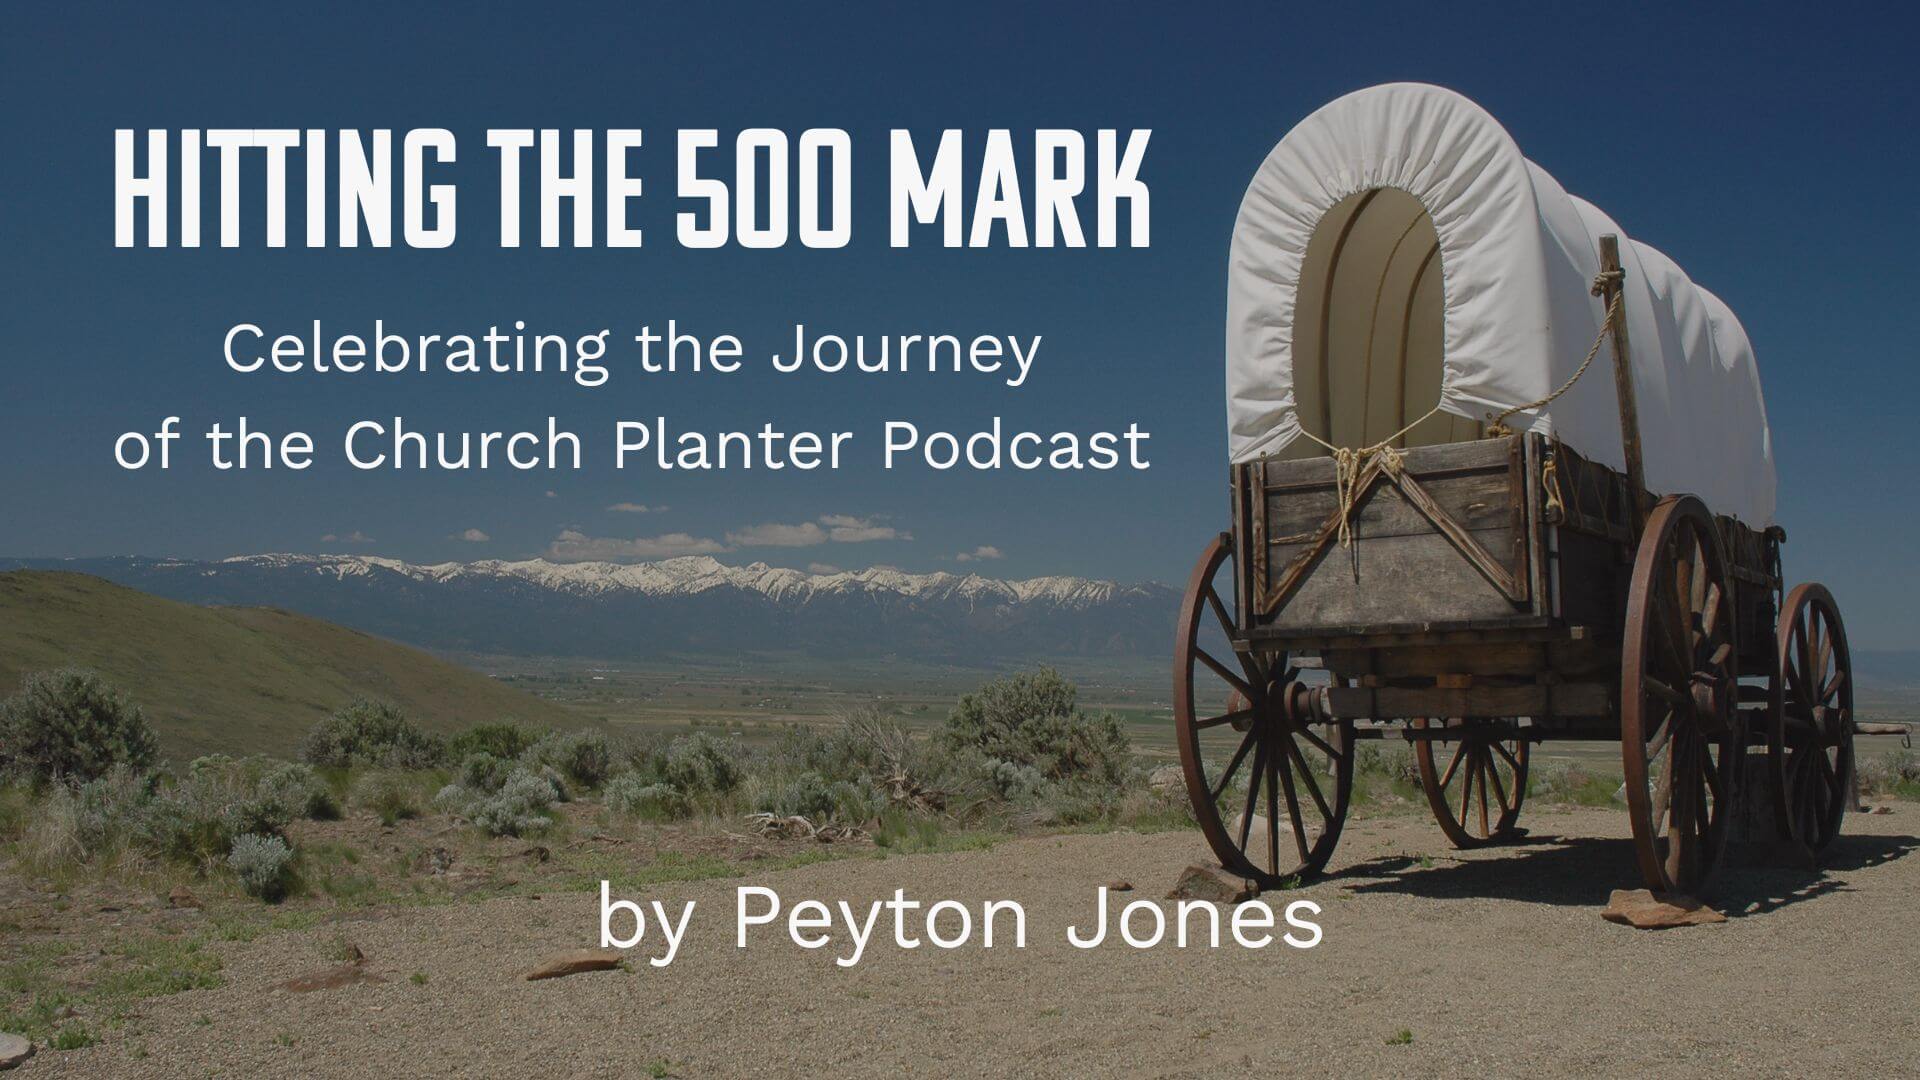 HITTING THE 500 MARK
Celebrating the Journey
of the Church Planter Podcast
by Peyton Jones